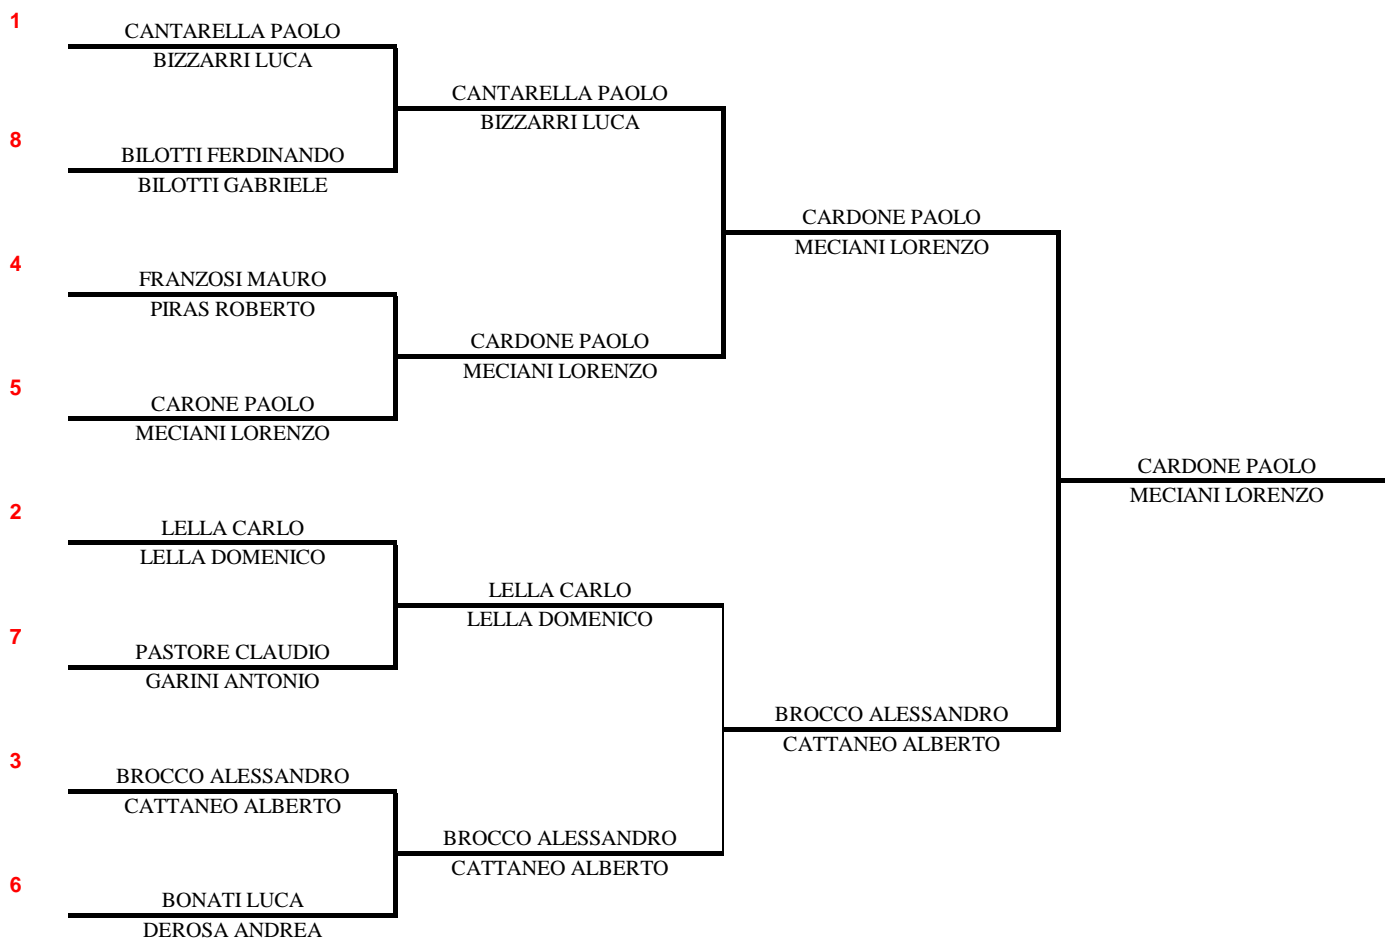 1
CANTARELLA PAOLO
BIZZARRI LUCA
CANTARELLA PAOLO
BIZZARRI LUCA
8
BILOTTI FERDINANDO
BILOTTI GABRIELE
CARDONE PAOLO
MECIANI LORENZO
4
FRANZOSI MAURO
PIRAS ROBERTO
CARDONE PAOLO
MECIANI LORENZO
5
CARONE PAOLO
MECIANI LORENZO
CARDONE PAOLO
MECIANI LORENZO
2
LELLA CARLO
LELLA DOMENICO
LELLA CARLO
LELLA DOMENICO
7
PASTORE CLAUDIO
GARINI ANTONIO
BROCCO ALESSANDRO
CATTANEO ALBERTO
3
BROCCO ALESSANDRO
CATTANEO ALBERTO
BROCCO ALESSANDRO
CATTANEO ALBERTO
6
BONATI LUCA
DEROSA ANDREA